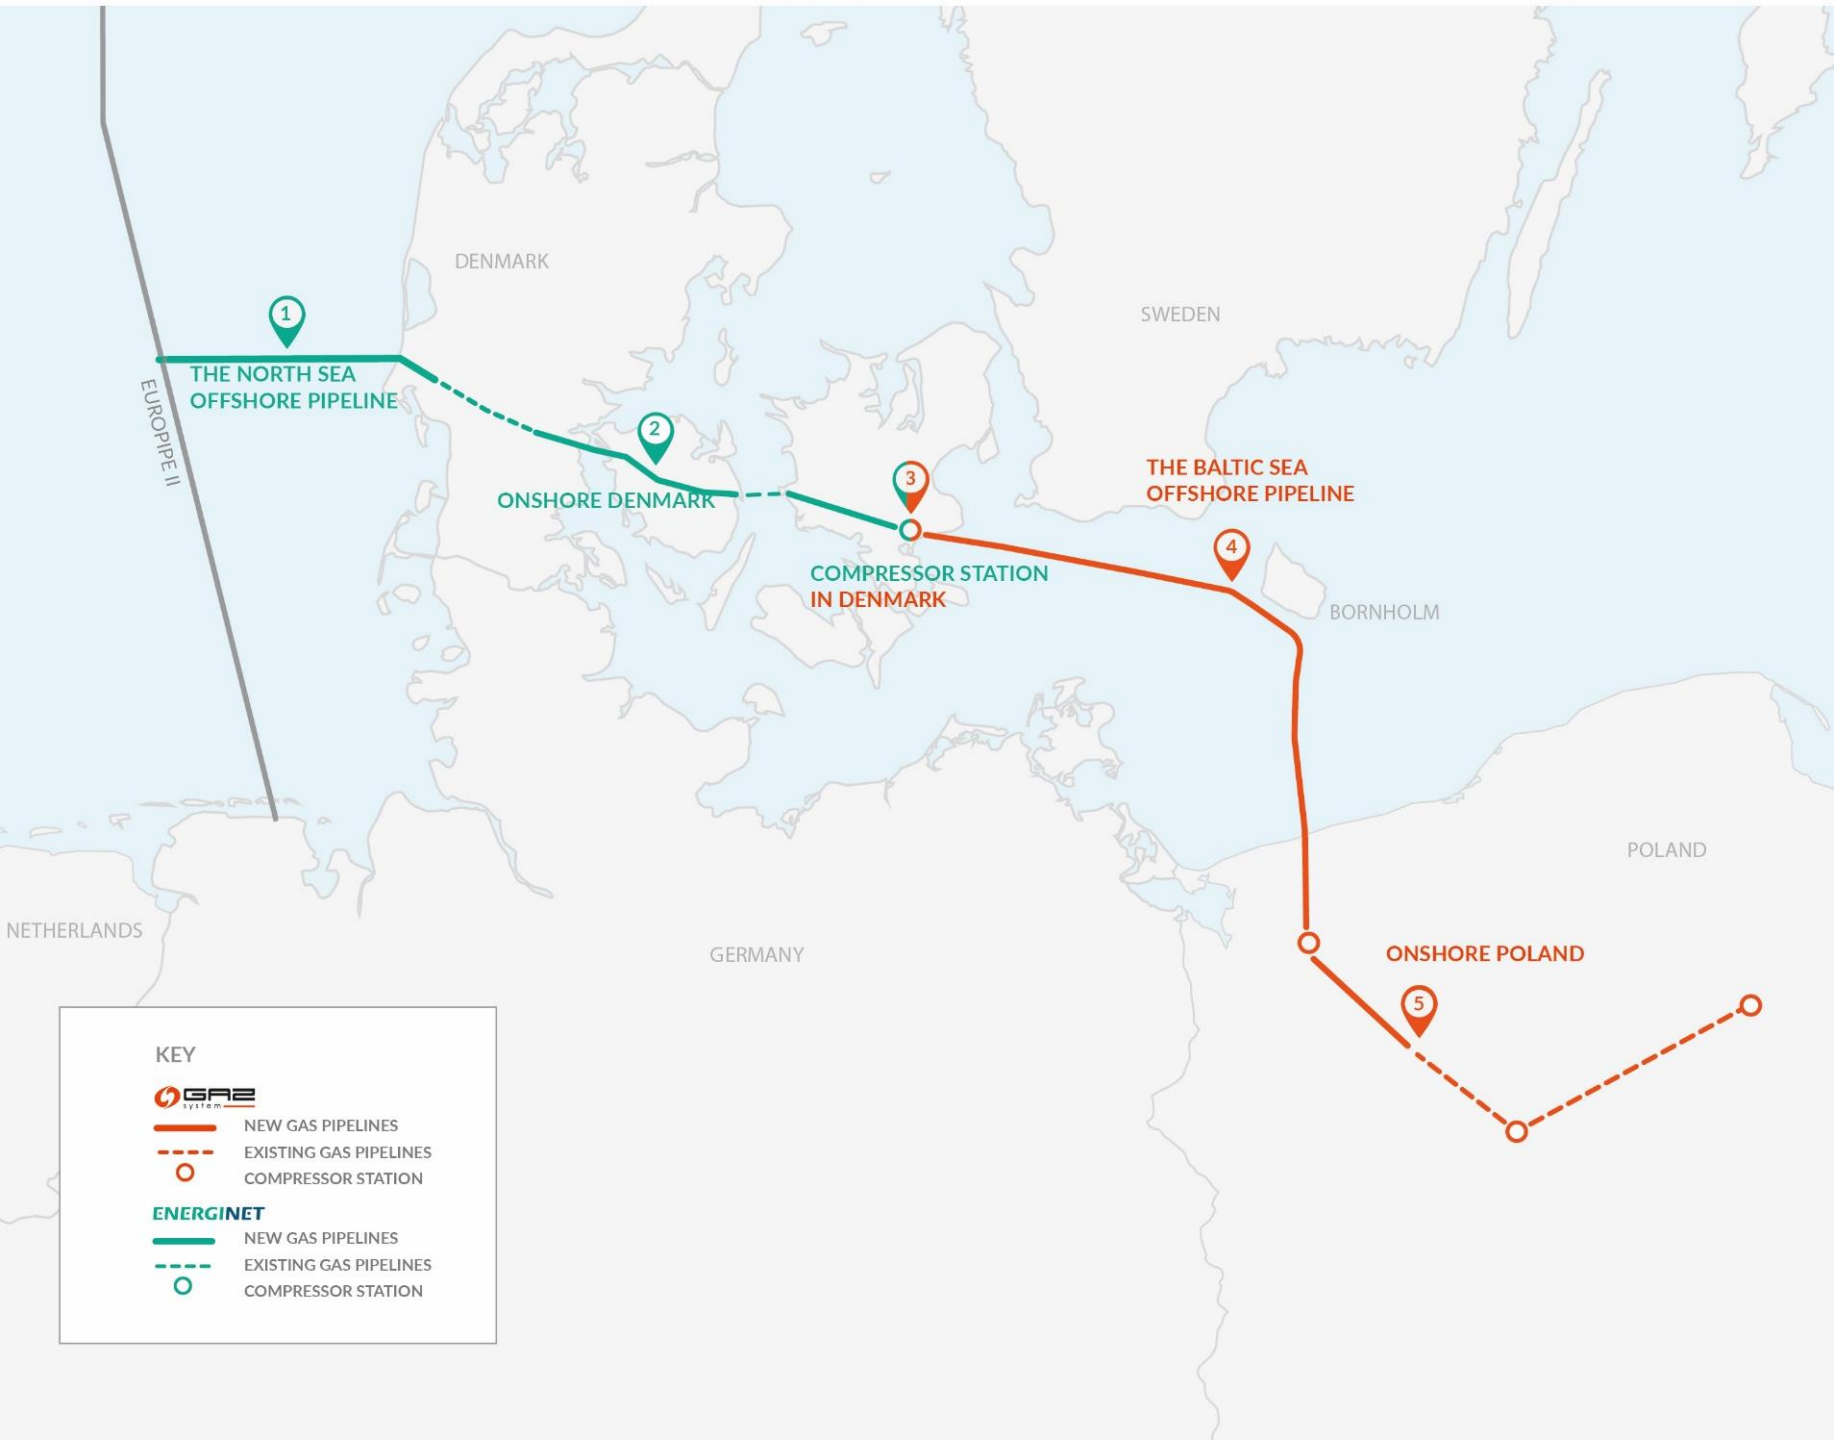 DENMARK
SWEDEN
1
THE NORTH SEA
OFFSHORE PIPELINE
EUROPIPE II
2
ONSHORE DENMARK
3
COMPRESSOR STATION
IN DENMARK
THE BALTIC SEA
OFFSHORE PIPELINE
4
BORNHOLM
POLAND
NETHERLANDS
GERMANY
ONSHORE POLAND
5
KEY
GAZ
system
NEW GAS PIPELINES
EXISTING GAS PIPELINES
COMPRESSOR STATION
ENERGINET
NEW GAS PIPELINES
EXISTING GAS PIPELINES
COMPRESSOR STATION